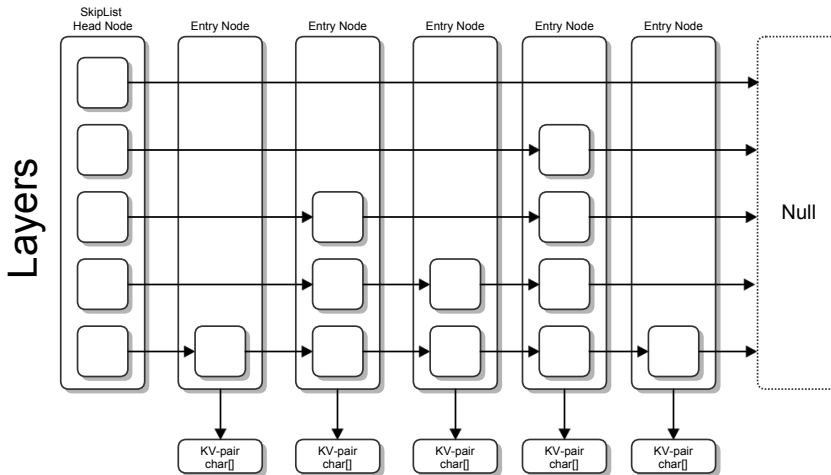 SkipList
Head Node
Entry Node
Entry Node
Entry Node
Entry Node
Entry Node
Layers
Null
KV-pair
char[]
KV-pair
char[]
KV-pair
char[]
KV-pair
char[]
KV-pair
char[]